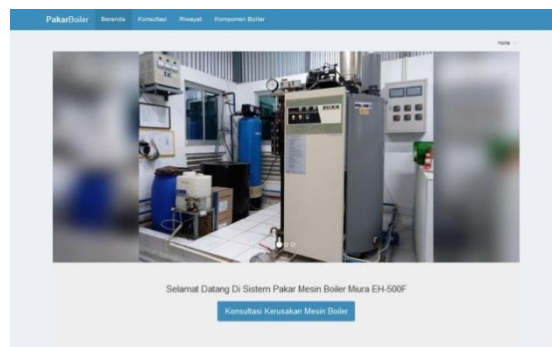 PakarBoiler Beranda Konsultasi Riwayat Komponen Boiler
Selamat Datang Di Sistem Pakar Mesin Boiler Miura EH-500F
Konsultasi Kerusakan Mesin Boiler